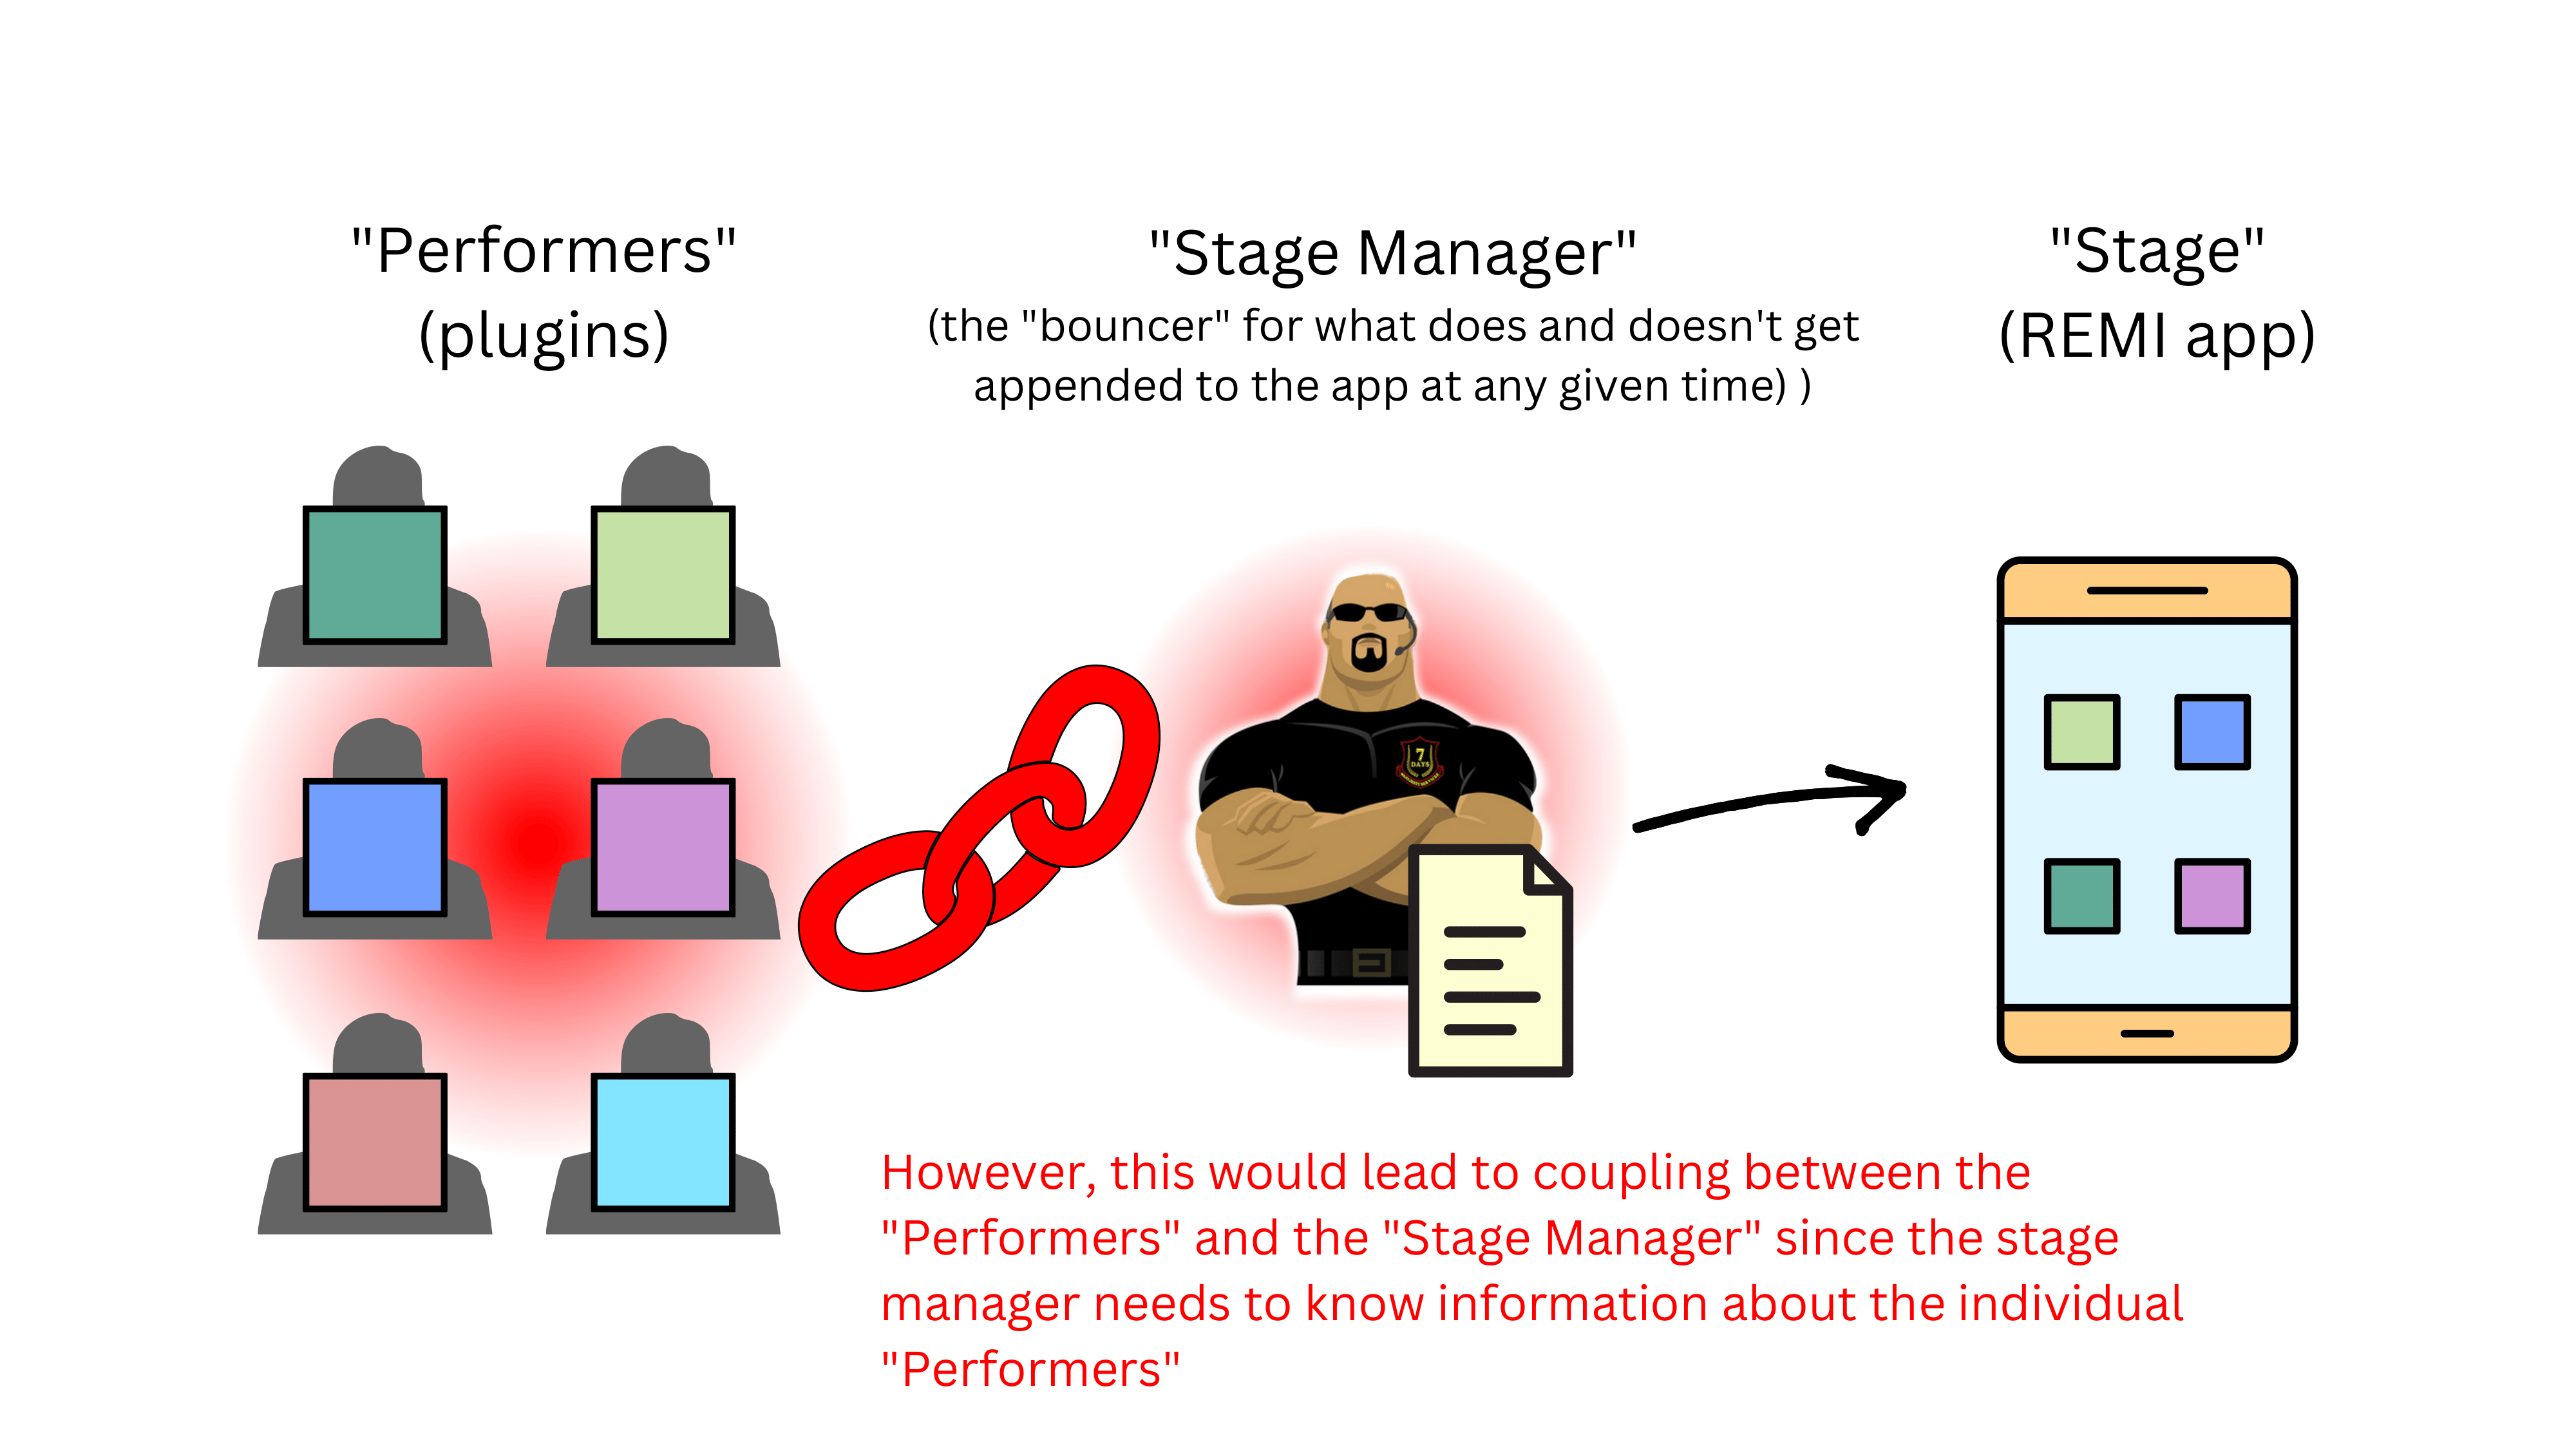 "Performers"
(plugins)
"Stage Manager"
(the "bouncer" for what does and doesn't get
appended to the app at any given time) )
"Stage"
(REMI app)
7
DAYS
However, this would lead to coupling between the
"Performers" and the "Stage Manager" since the stage
manager needs to know information about the individual
"Performers"